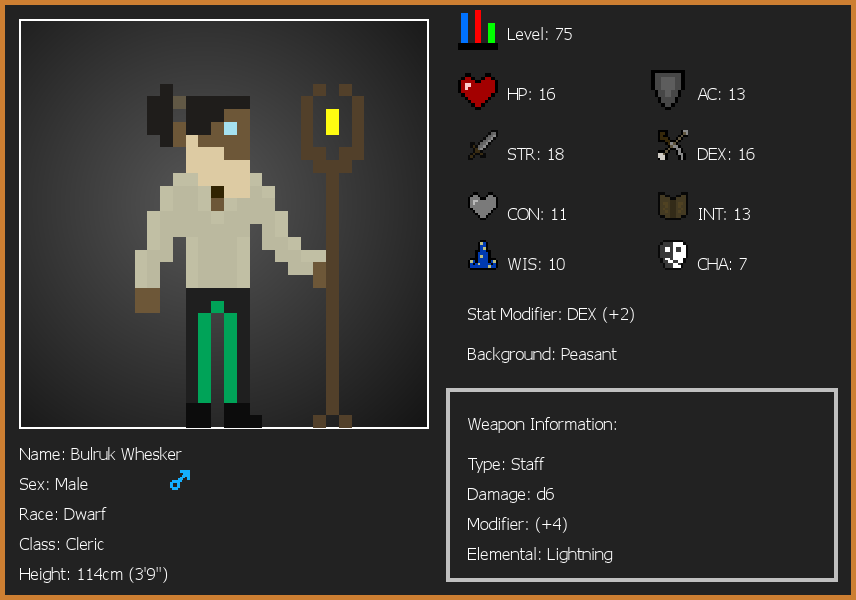 Level: 75
HP: 16
AC: 13
STR: 18
DEX: 16
CON: 11
INT: 13
WIS: 10
CHA: 7
Stat Modifier: DEX (+2)
Background: Peasant
Weapon Information:
Type: Staff
Damage: d6
Modifier: (+4)
Elemental: Lightning
Name: Bulruk Whesker
Sex: Male
Race: Dwarf
Class: Cleric
Height: 114cm (3'9")